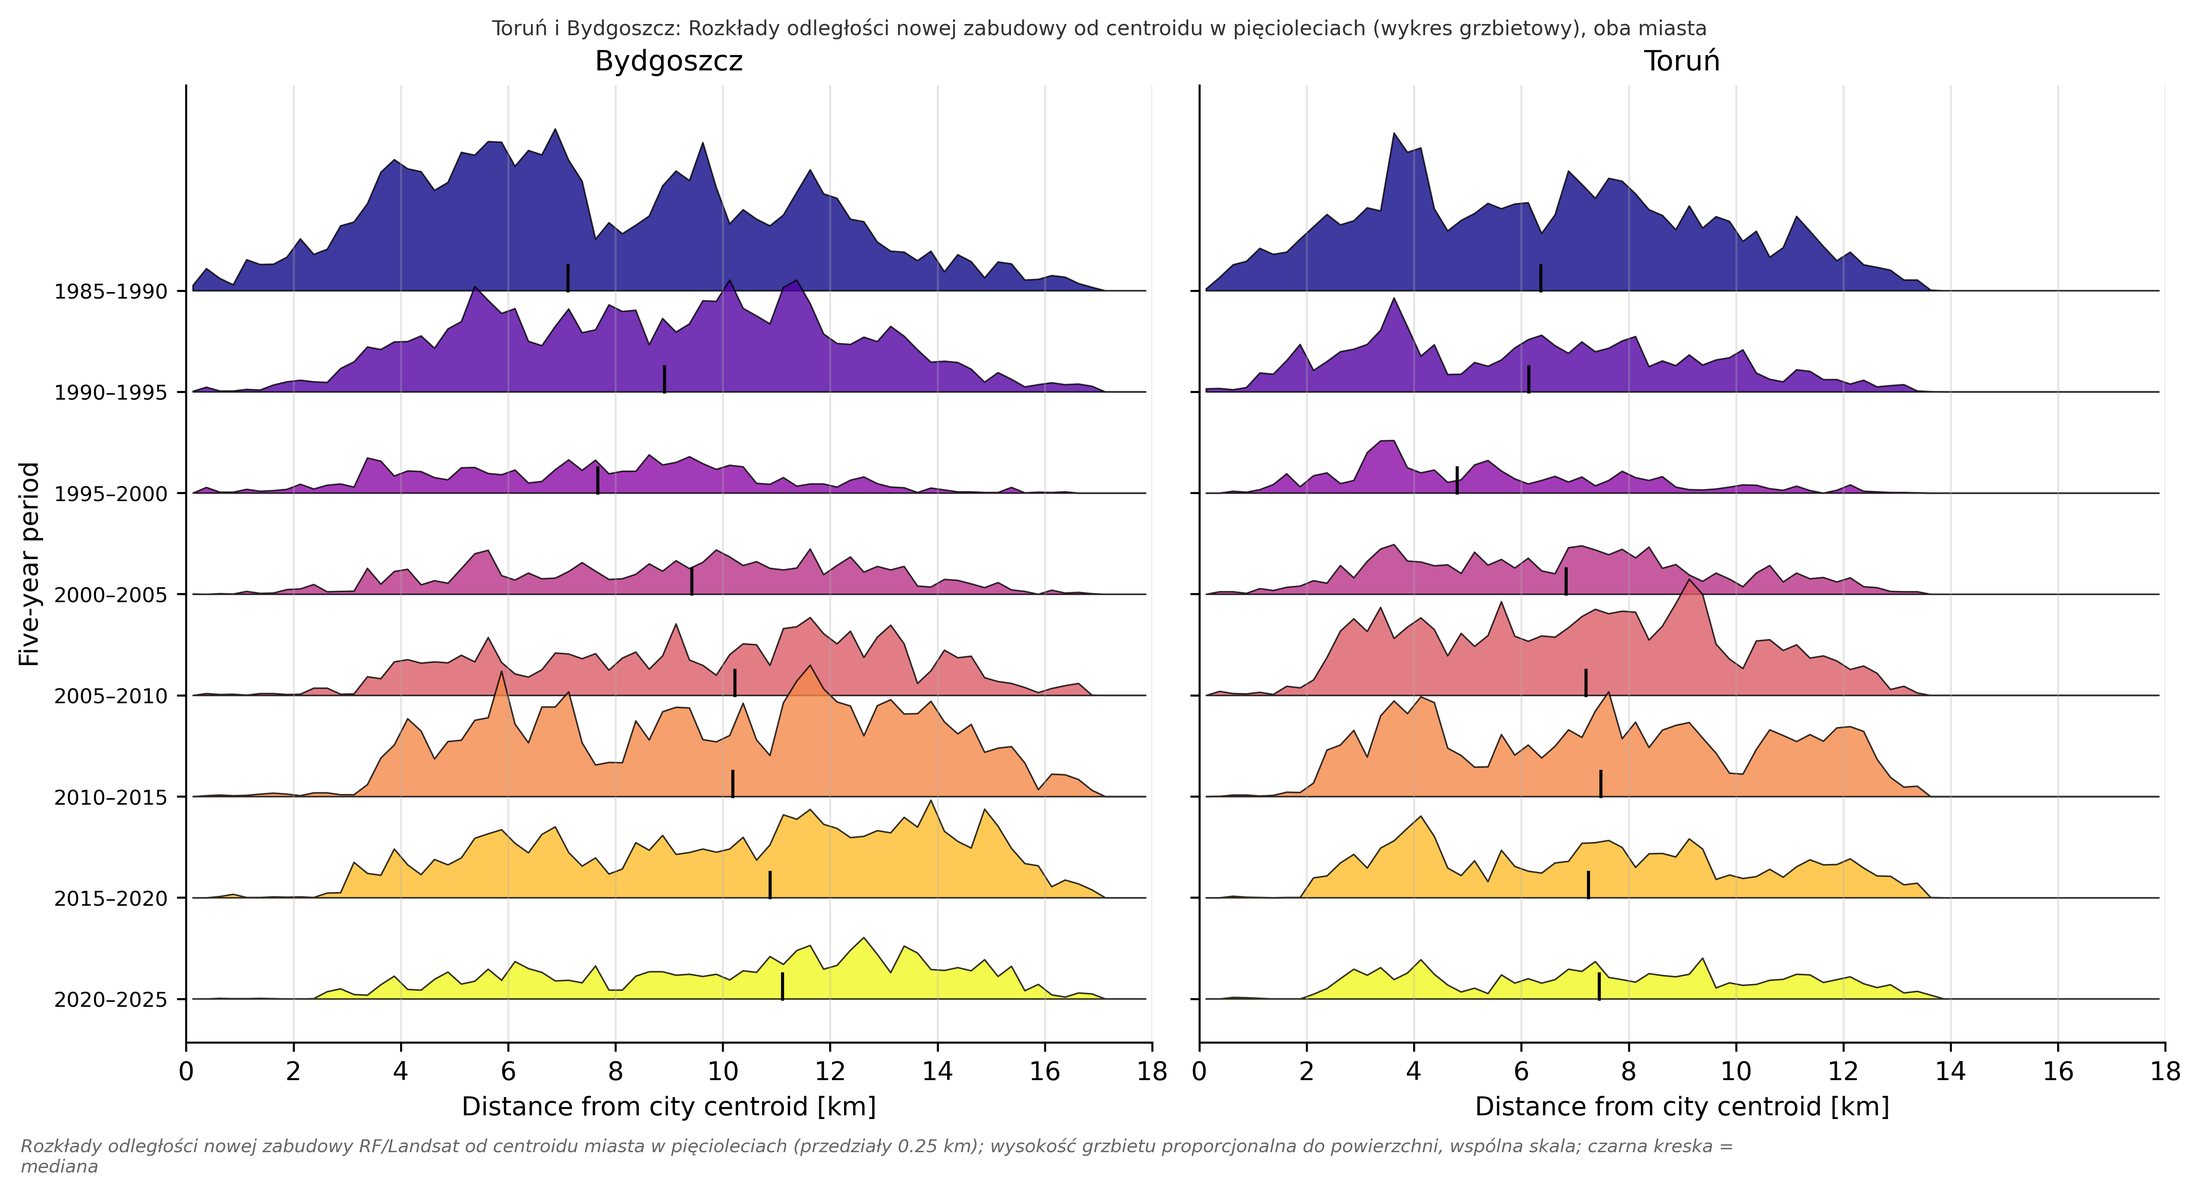 Toruń i Bydgoszcz: Rozkłady odległości nowej zabudowy od centroidu w pięcioleciach (wykres grzbietowy), oba miasta
Bydgoszcz
Toruń
Five-year period
1985–1990
1990–1995
1995–2000
2000–2005
2005–2010
2010–2015
2015–2020
2020–2025
0 2 4 6 8 10 12 14 16 18
0 2 4 6 8 10 12 14 16 18
Distance from city centroid [km]
Distance from city centroid [km]
Rozkłady odległości nowej zabudowy RF/Landsat od centroidu miasta w pięcioleciach (przedziały 0.25 km); wysokość grzbietu proporcjonalna do powierzchni, wspólna skala; czarna kreska =
mediana